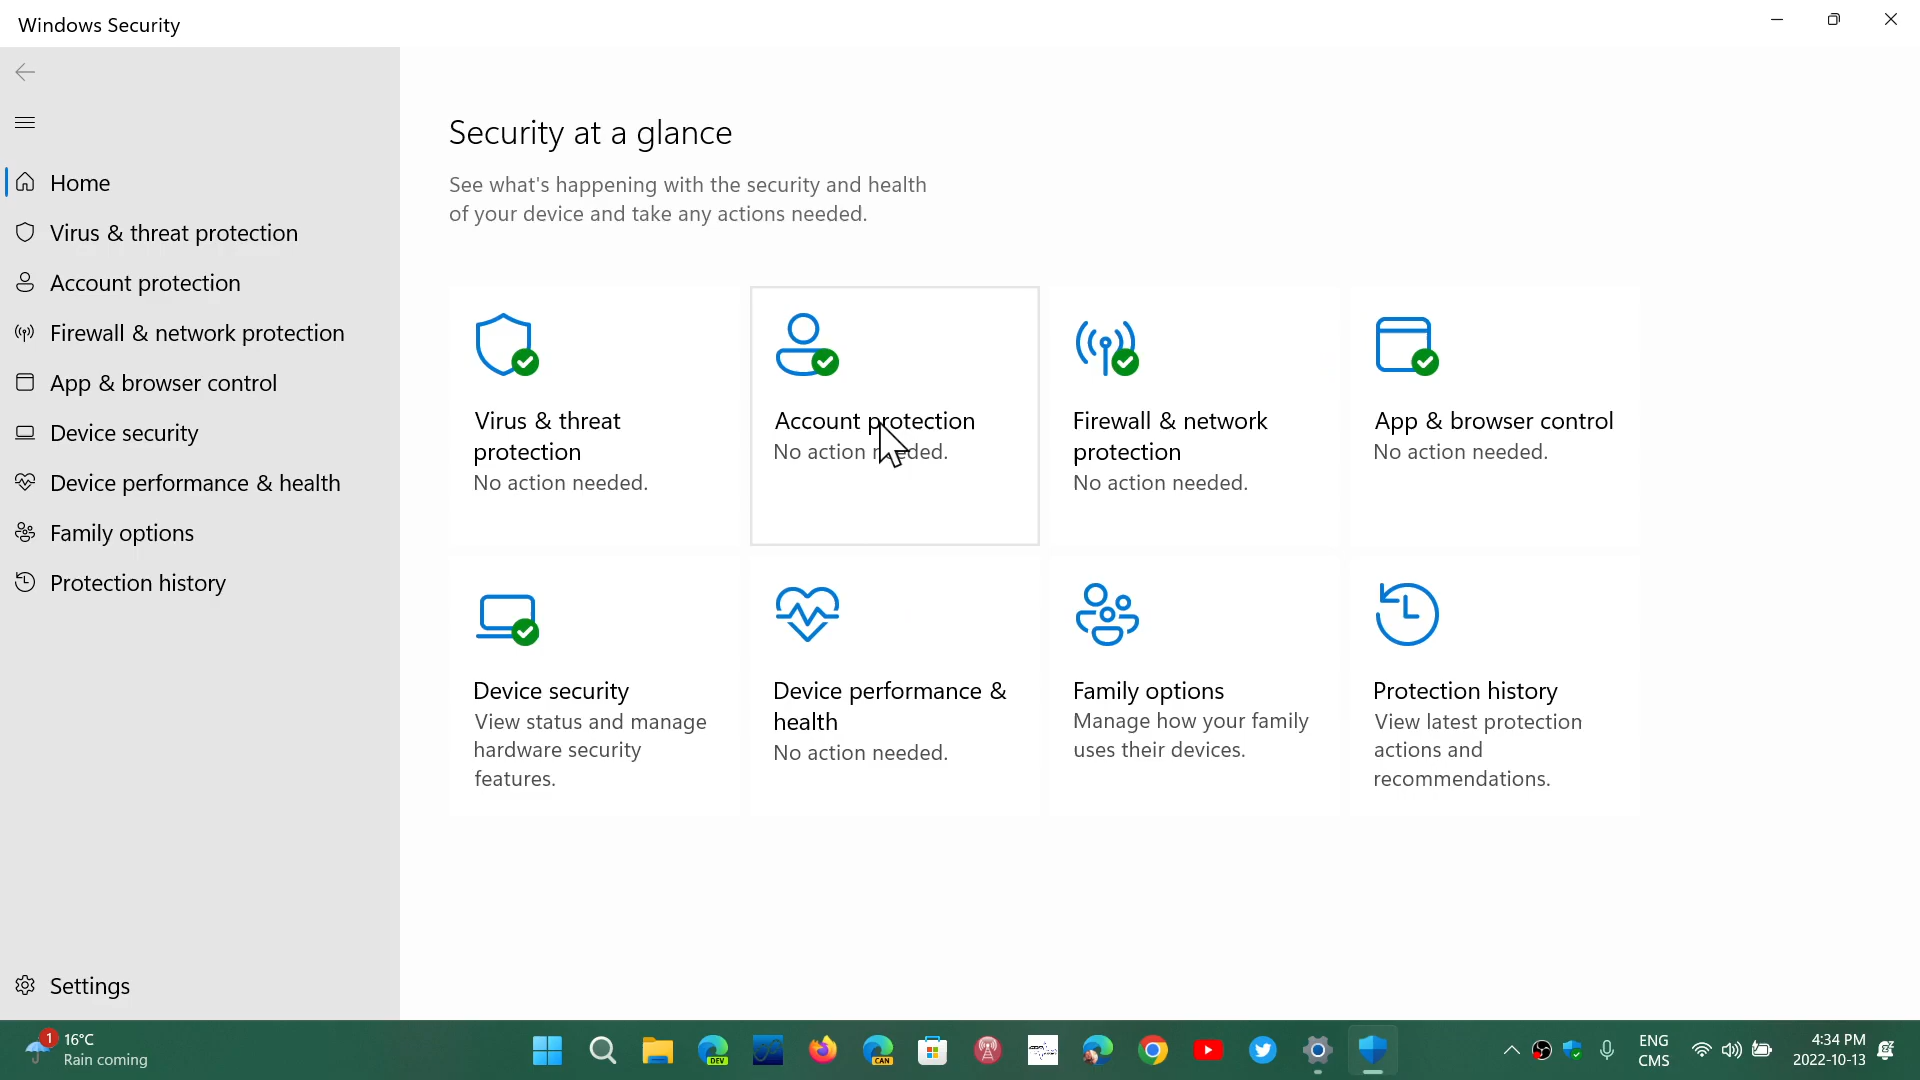 Windows Security
Home
Virus & threat protection
Account protection
Firewall & network protection
App & browser control
Device security
Device performance & health
Family options
Protection history
Settings
Security at a glance
See what's happening with the security and health
of your device and take any actions needed.
Virus & threat
protection
No action needed.
Account protection
No action needed.
Firewall & network
protection
No action needed.
App & browser control
No action needed.
Device security
View status and manage
hardware security
features.
Device performance &
health
No action needed.
Family options
Manage how your family
uses their devices.
Protection history
View latest protection
actions and
recommendations.
1
16°C
Rain coming
DEV
CAN
ENG
CMS
4:34 PM
2022-10-13